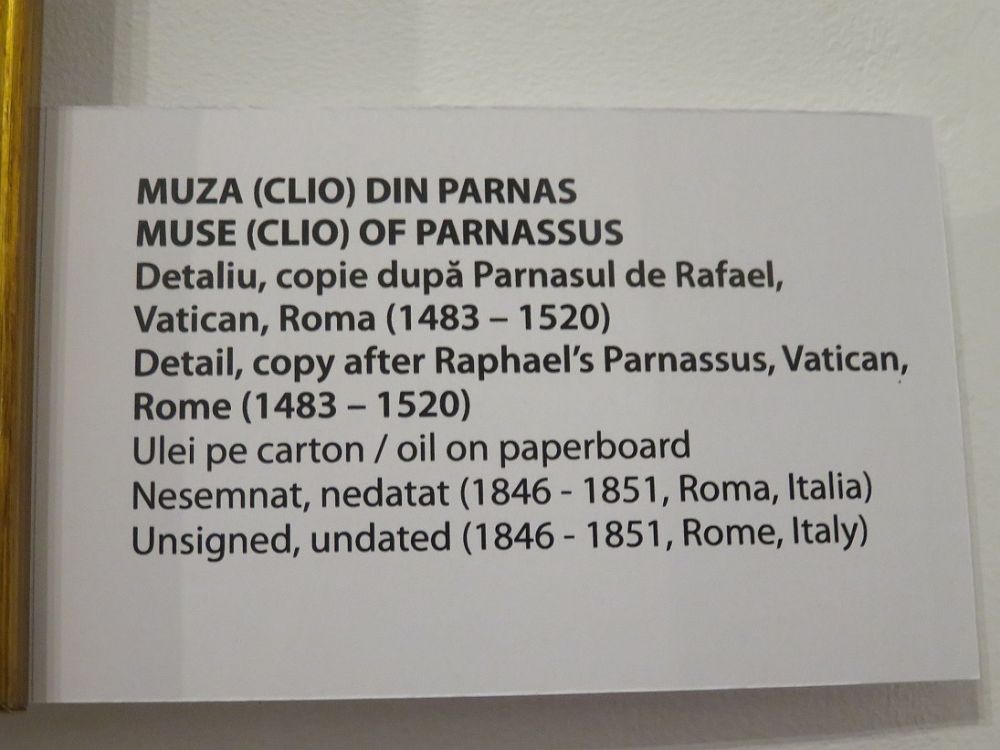 MUZA (CLIO) DIN PARNAS
MUSE (CLIO) OF PARNASSUS
Detaliu, copie după Parnasul de Rafael,
Vatican, Roma (1483 – 1520)
Detail, copy after Raphael's Parnassus, Vatican,
Rome (1483 – 1520)
Ulei pe carton / oil on paperboard
Nesemnat, nedatat (1846 - 1851, Roma, Italia)
Unsigned, undated (1846 - 1851, Rome, Italy)